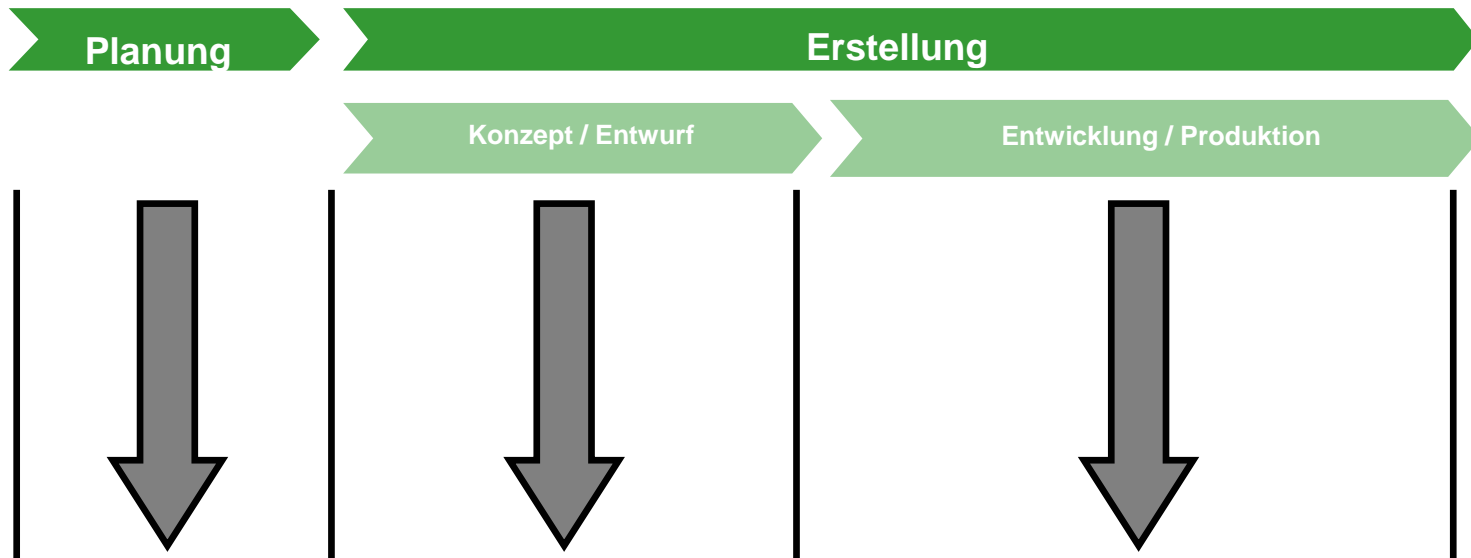 Planung
Erstellung
Konzept / Entwurf
Entwicklung / Produktion